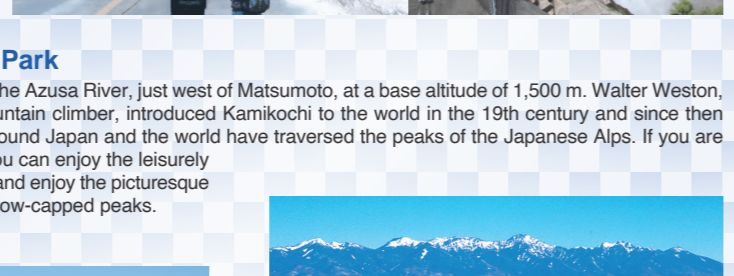 Park
he Azusa River, just west of Matsumoto, at a base altitude of 1,500 m. Walter Weston,
untain climber, introduced Kamikochi to the world in the 19th century and since then
ound Japan and the world have traversed the peaks of the Japanese Alps. If you are
ou can enjoy the leisurely
and enjoy the picturesque
ow-capped peaks.